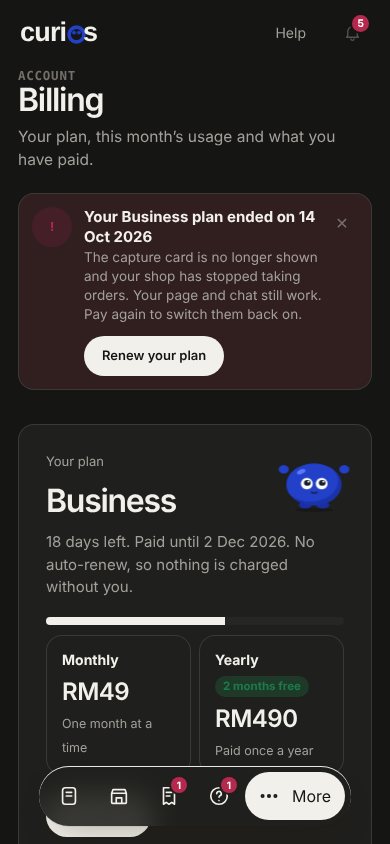 curios
Help
5
ACCOUNT
Billing
Your plan, this month’s usage and what you
have paid.
!
Your Business plan ended on 14
Oct 2026
The capture card is no longer shown
and your shop has stopped taking
orders. Your page and chat still work.
Pay again to switch them back on.
Renew your plan
Your plan
Business
18 days left. Paid until 2 Dec 2026. No
auto-renew, so nothing is charged
without you.
Monthly
RM49
One month at a
time
Yearly
2 months free
RM490
Paid once a year
1
1
More